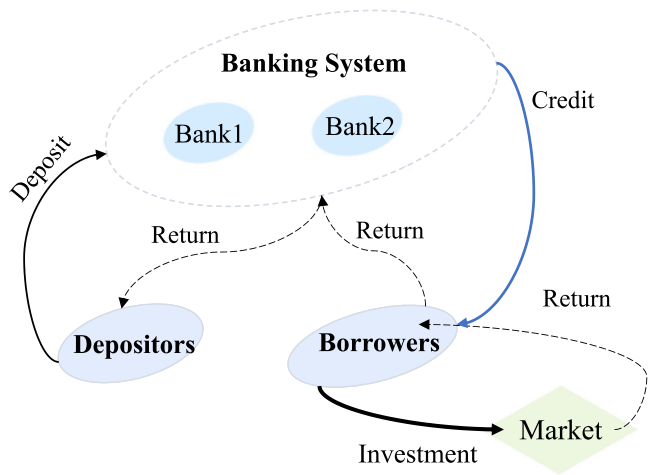 Banking System
Credit
Bank1
Bank2
Deposit
Return
Return
Return
Depositors
Borrowers
Market
Investment